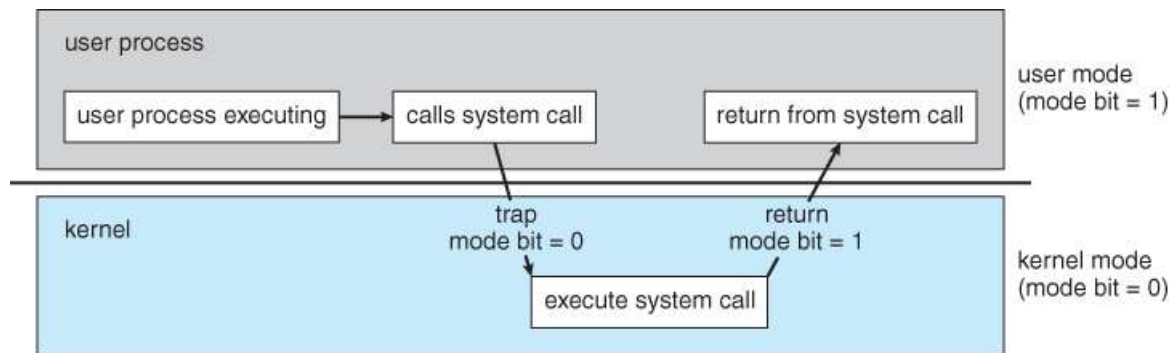 user process
user process executing
calls system call
return from system call
user mode
(mode bit = 1)
kernel
trap
mode bit = 0
return
mode bit = 1
execute system call
kernel mode
(mode bit = 0)